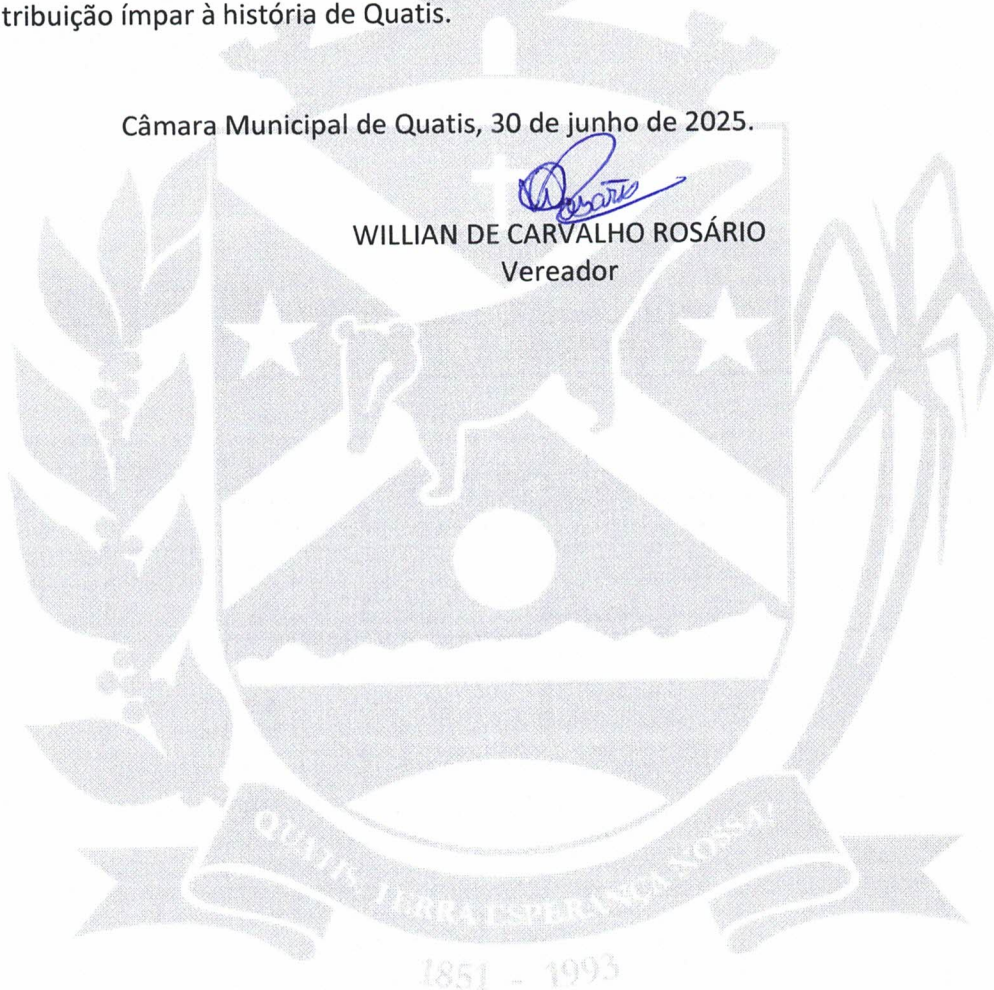 tribuição ímpar à história de Quatis.
Câmara Municipal de Quatis, 30 de junho de 2025.
Rosário
WILLIAN DE CARVALHO ROSÁRIO
Vereador
QUATIS, TERRA ESPERANÇA NOSSA!
1851 - 1993